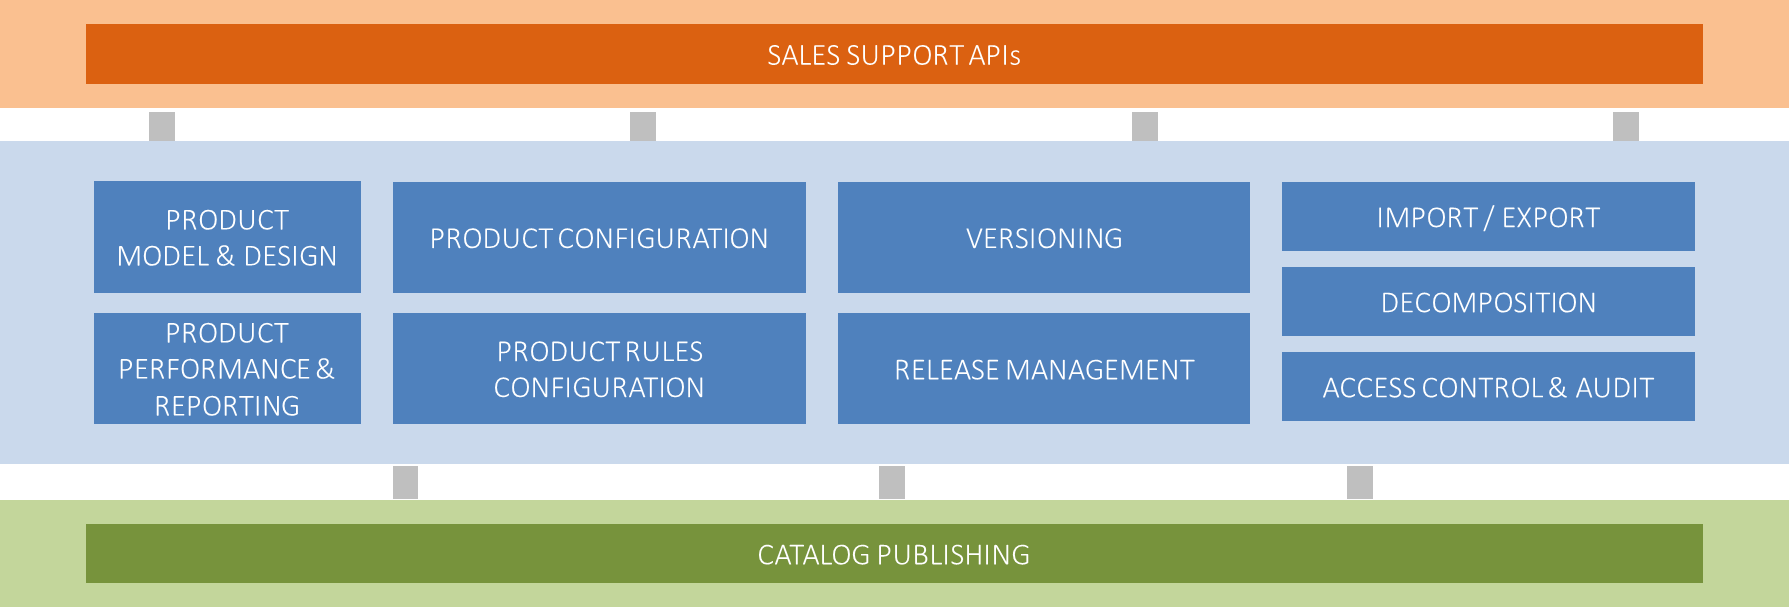 SALES SUPPORT APIs
PRODUCT
MODEL & DESIGN
PRODUCT CONFIGURATION
VERSIONING
IMPORT / EXPORT
DECOMPOSITION
PRODUCT
PERFORMANCE &
REPORTING
PRODUCT RULES
CONFIGURATION
RELEASE MANAGEMENT
ACCESS CONTROL & AUDIT
CATALOG PUBLISHING